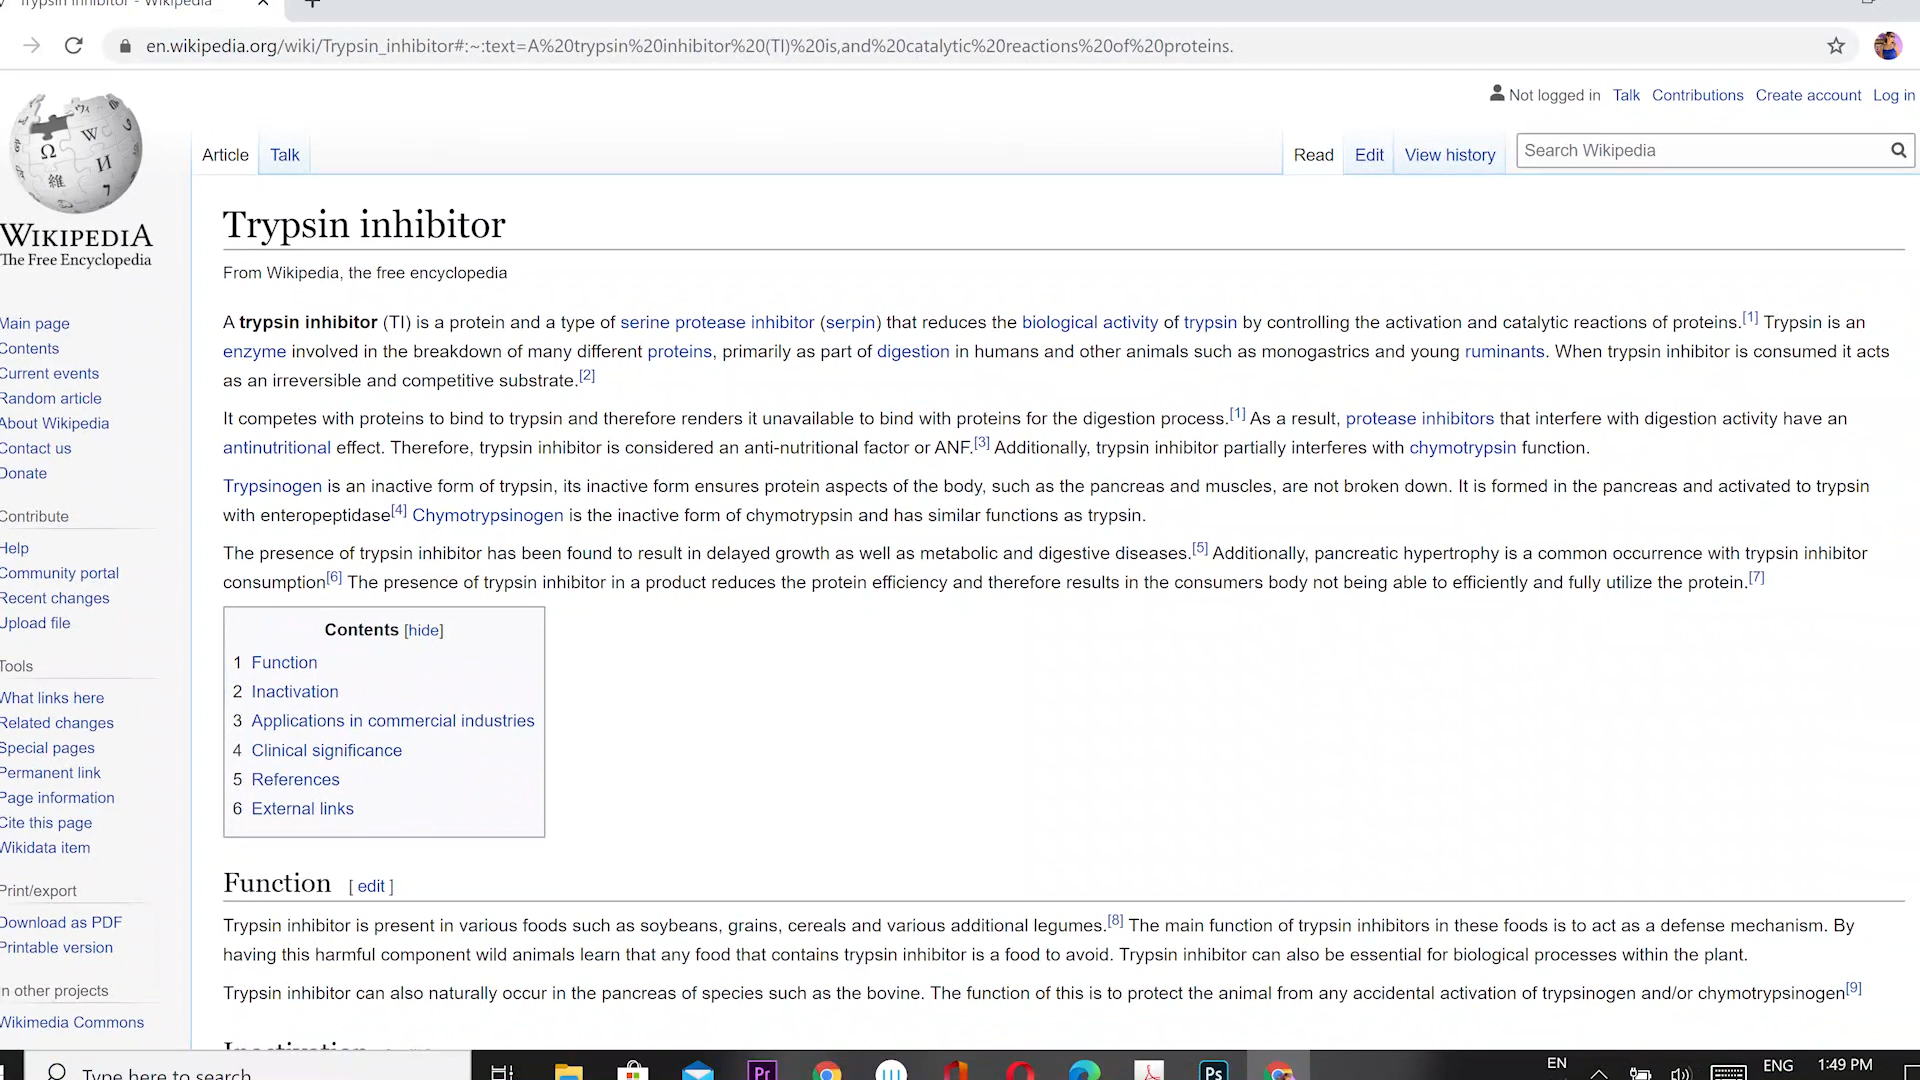 Trypsin inhibitor - Wikipedia
en.wikipedia.org/wiki/Trypsin_inhibitor#:~:text=A%20trypsin%20inhibitor%20(TI)%20is,and%20catalytic%20reactions%20of%20proteins.
Not logged in Talk Contributions Create account Log in
Article Talk Read Edit View history Search Wikipedia
WIKIPEDIA
The Free Encyclopedia
Main page
Contents
Current events
Random article
About Wikipedia
Contact us
Donate
Contribute
Help
Community portal
Recent changes
Upload file
Tools
What links here
Related changes
Special pages
Permanent link
Page information
Cite this page
Wikidata item
Print/export
Download as PDF
Printable version
In other projects
Wikimedia Commons
Trypsin inhibitor
From Wikipedia, the free encyclopedia
A trypsin inhibitor (TI) is a protein and a type of serine protease inhibitor (serpin) that reduces the biological activity of trypsin by controlling the activation and catalytic reactions of proteins.[1] Trypsin is an
enzyme involved in the breakdown of many different proteins, primarily as part of digestion in humans and other animals such as monogastrics and young ruminants. When trypsin inhibitor is consumed it acts
as an irreversible and competitive substrate.[2]
It competes with proteins to bind to trypsin and therefore renders it unavailable to bind with proteins for the digestion process.[1] As a result, protease inhibitors that interfere with digestion activity have an
antinutritional effect. Therefore, trypsin inhibitor is considered an anti-nutritional factor or ANF.[3] Additionally, trypsin inhibitor partially interferes with chymotrypsin function.
Trypsinogen is an inactive form of trypsin, its inactive form ensures protein aspects of the body, such as the pancreas and muscles, are not broken down. It is formed in the pancreas and activated to trypsin
with enteropeptidase[4] Chymotrypsinogen is the inactive form of chymotrypsin and has similar functions as trypsin.
The presence of trypsin inhibitor has been found to result in delayed growth as well as metabolic and digestive diseases.[5] Additionally, pancreatic hypertrophy is a common occurrence with trypsin inhibitor
consumption[6] The presence of trypsin inhibitor in a product reduces the protein efficiency and therefore results in the consumers body not being able to efficiently and fully utilize the protein.[7]
Contents [hide]
1 Function
2 Inactivation
3 Applications in commercial industries
4 Clinical significance
5 References
6 External links
Function [ edit ]
Trypsin inhibitor is present in various foods such as soybeans, grains, cereals and various additional legumes.[8] The main function of trypsin inhibitors in these foods is to act as a defense mechanism. By
having this harmful component wild animals learn that any food that contains trypsin inhibitor is a food to avoid. Trypsin inhibitor can also be essential for biological processes within the plant.
Trypsin inhibitor can also naturally occur in the pancreas of species such as the bovine. The function of this is to protect the animal from any accidental activation of trypsinogen and/or chymotrypsinogen[9]
Inactivation
Type here to search
Pr
Ps
EN
ENG
1:49 PM